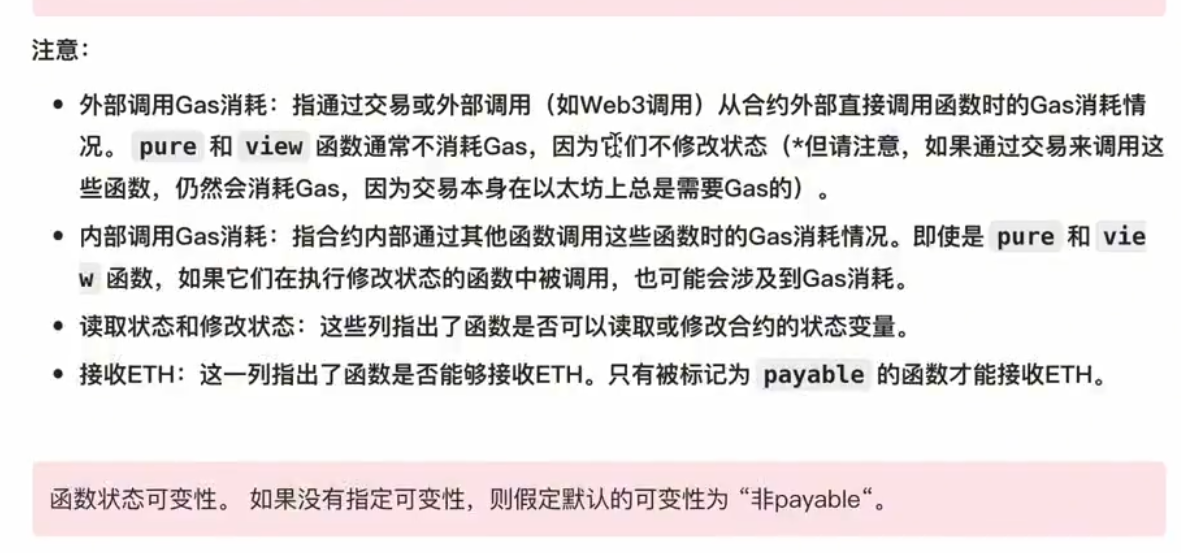 注意：
外部调用Gas消耗：指通过交易或外部调用（如Web3调用）从合约外部直接调用函数时的Gas消耗情
况。 pure 和 view 函数通常不消耗Gas，因为它们不修改状态（*但请注意，如果通过交易来调用这
些函数，仍然会消耗Gas，因为交易本身在以太坊上总是需要Gas的）。
内部调用Gas消耗：指合约内部通过其他函数调用这些函数时的Gas消耗情况。即使是 pure 和 vie
w 函数，如果它们在执行修改状态的函数中被调用，也可能会涉及到Gas消耗。
读取状态和修改状态：这些列指出了函数是否可以读取或修改合约的状态变量。
接收ETH：这一列指出了函数是否能够接收ETH。只有被标记为 payable 的函数才能接收ETH。
函数状态可变性。 如果没有指定可变性，则假定默认的可变性为 “非payable“。